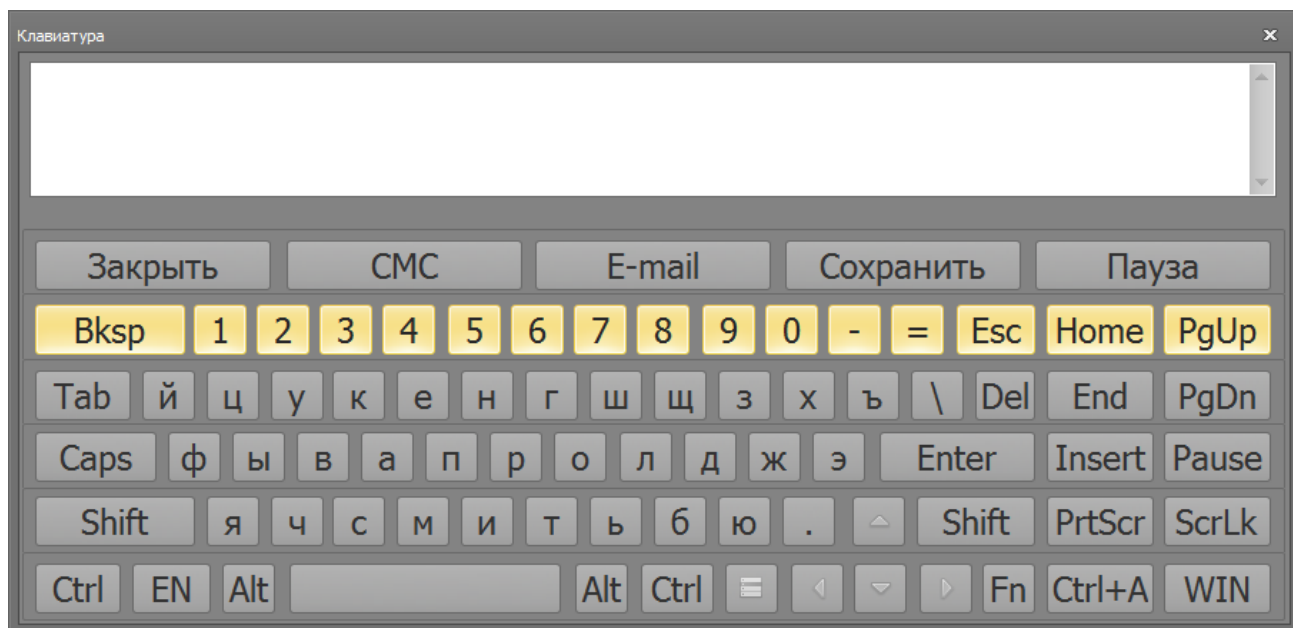 Клавиатура
Закрыть СМС E-mail Сохранить Пауза
Bksp 1 2 3 4 5 6 7 8 9 0 - = Esc Home PgUp
Tab й ц у к е н г ш щ з х ъ \ Del End PgDn
Caps ф ы в а п р о л д ж э Enter Insert Pause
Shift я ч с м и т ь б ю . Shift PrtScr ScrLk
Ctrl EN Alt Alt Ctrl Fn Ctrl+A WIN